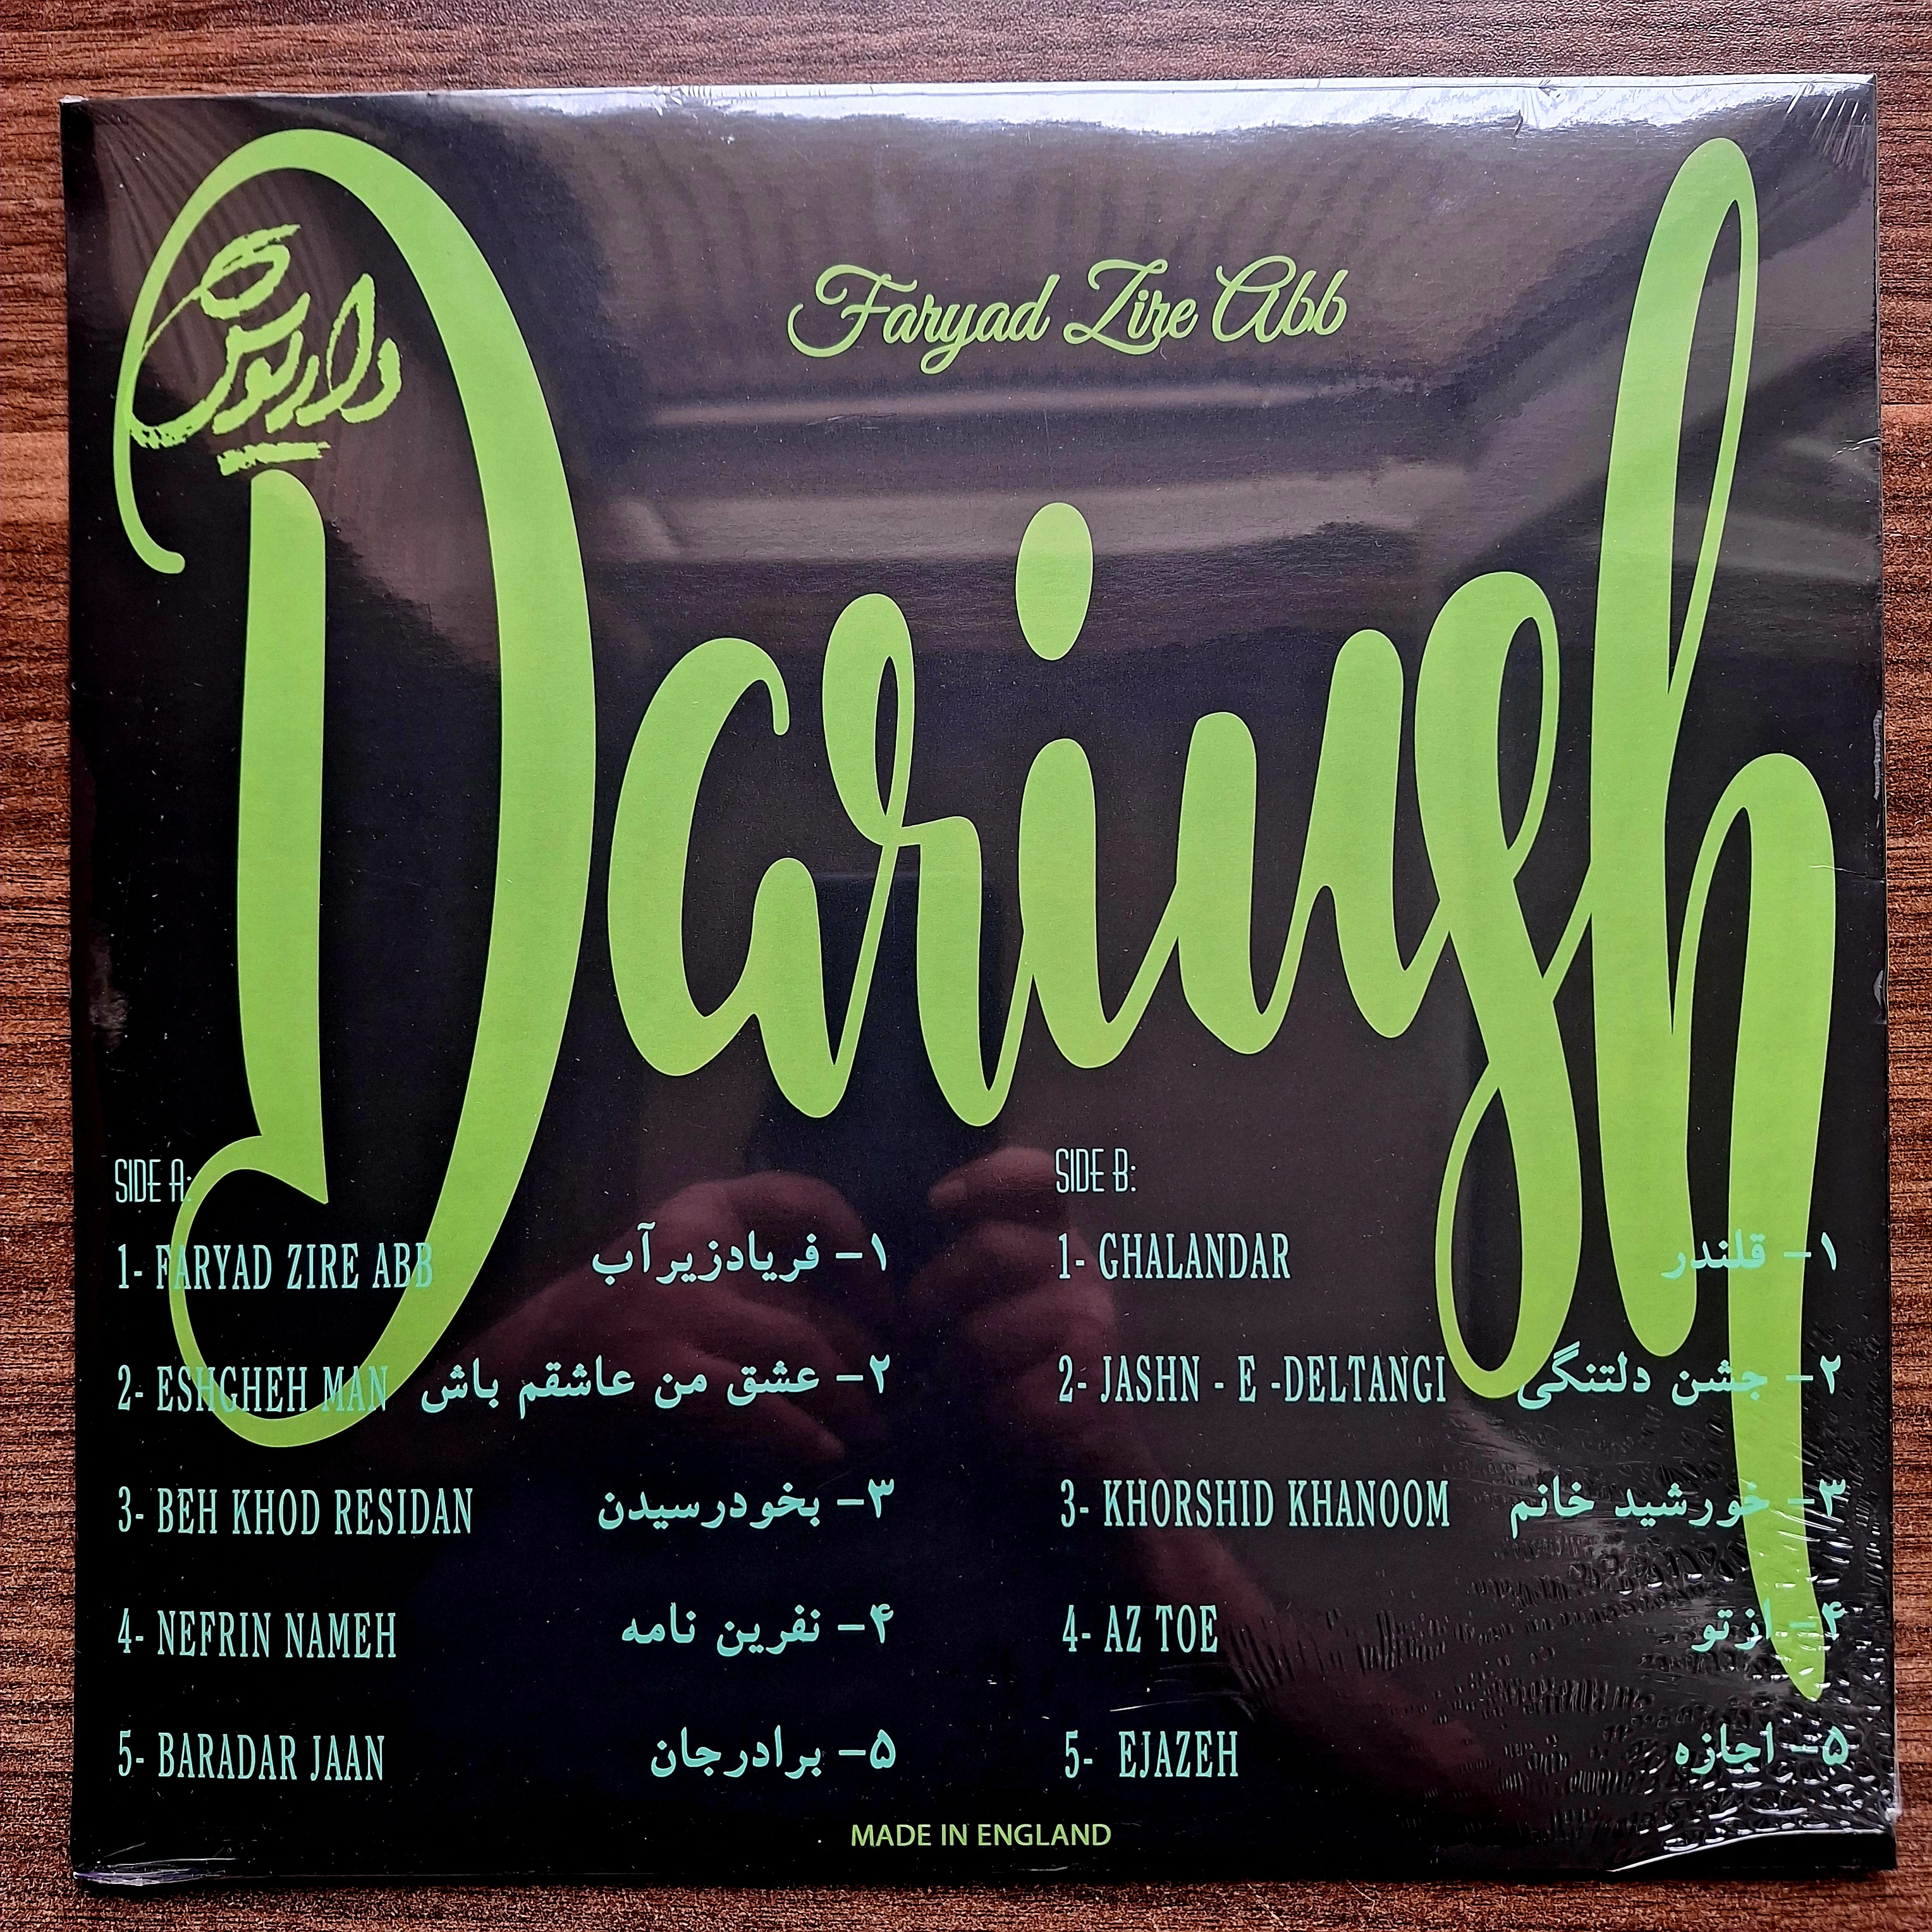 داریوش
Faryad Zire Abb
Dariush
SIDE A:
1- FARYAD ZIRE ABB ۱- فریادزیرآب
2- ESHGHEH MAN ۲- عشق من عاشقم باش
3- BEH KHOD RESIDAN ۳- بخودرسیدن
4- NEFRIN NAMEH ۴- نفرین نامه
5- BARADAR JAAN ۵- برادرجان
SIDE B:
1- GHALANDAR ۱- قلندر
2- JASHN - E -DELTANGI ۲- جشن دلتنگی
3- KHORSHID KHANOOM ۳- خورشید خانم
4- AZ TOE ۴- ازتو
5- EJAZEH ۵- اجازه
MADE IN ENGLAND